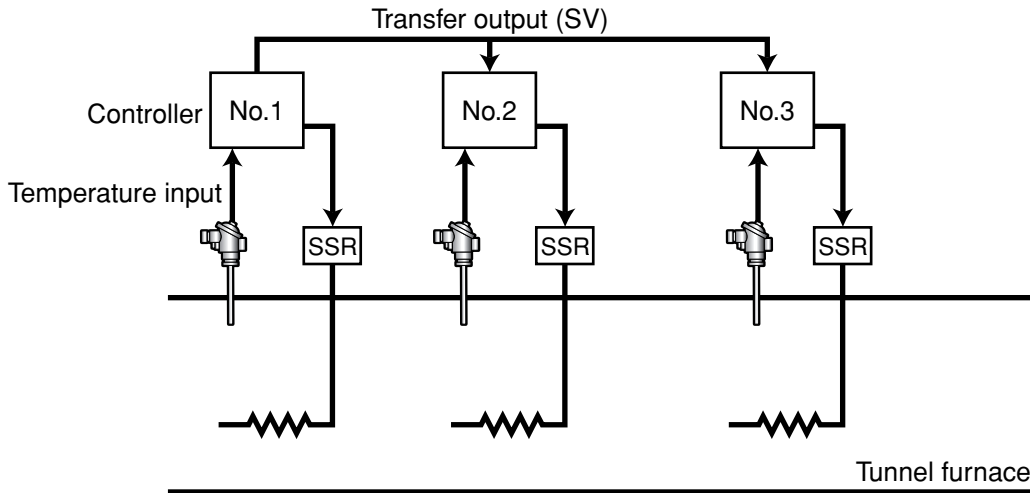 Transfer output (SV)
Controller
No.1
No.2
No.3
Temperature input
SSR
SSR
SSR
Tunnel furnace